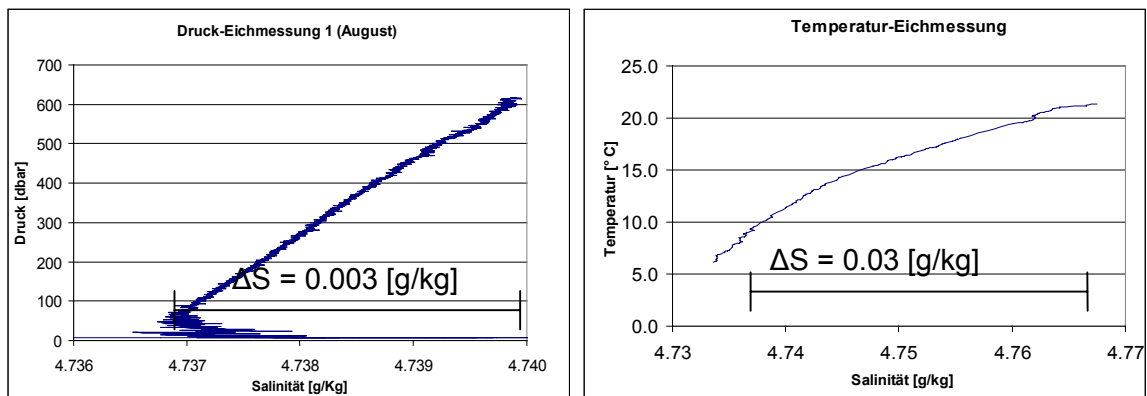 Druck-Eichmessung 1 (August)
700
600
500
400
300
200
100
0
Druck [dbar]
ΔS = 0.003 [g/kg]
4.736 4.737 4.738 4.739 4.740
Salinität [g/Kg]
Temperatur-Eichmessung
25.0
20.0
15.0
10.0
5.0
0.0
Temperatur [° C]
ΔS = 0.03 [g/kg]
4.73 4.74 4.75 4.76 4.77
Salinität [g/kg]